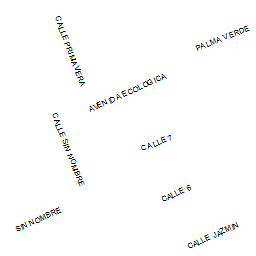 CALLE PRIMAVERA
PALMA VERDE
AVENIDA ECOLOGICA
CALLE SIN NOMBRE
CALLE 7
CALLE 6
SIN NOMBRE
CALLE JAZMIN